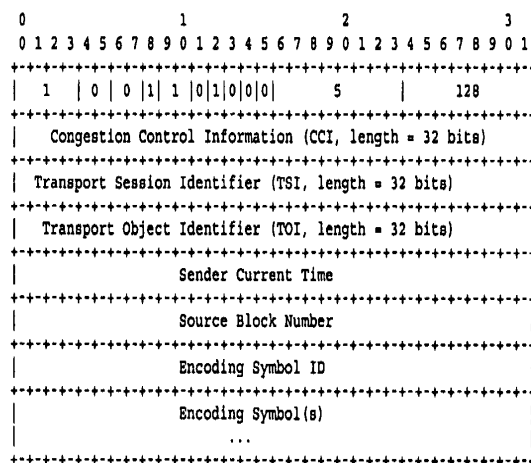 0 1 2 3
0 1 2 3 4 5 6 7 8 9 0 1 2 3 4 5 6 7 8 9 0 1 2 3 4 5 6 7 8 9 0 1
+-+-+-+-+-+-+-+-+-+-+-+-+-+-+-+-+-+-+-+-+-+-+-+-+-+-+-+-+-+-+-+-
| 1 | 0 | 0 |1| 1 |0|1|0|0|0| 5 | 128
+-+-+-+-+-+-+-+-+-+-+-+-+-+-+-+-+-+-+-+-+-+-+-+-+-+-+-+-+-+-+-+-
| Congestion Control Information (CCI, length = 32 bits)
+-+-+-+-+-+-+-+-+-+-+-+-+-+-+-+-+-+-+-+-+-+-+-+-+-+-+-+-+-+-+-+-
| Transport Session Identifier (TSI, length = 32 bits)
+-+-+-+-+-+-+-+-+-+-+-+-+-+-+-+-+-+-+-+-+-+-+-+-+-+-+-+-+-+-+-+-
| Transport Object Identifier (TOI, length = 32 bits)
+-+-+-+-+-+-+-+-+-+-+-+-+-+-+-+-+-+-+-+-+-+-+-+-+-+-+-+-+-+-+-+-
| Sender Current Time
+-+-+-+-+-+-+-+-+-+-+-+-+-+-+-+-+-+-+-+-+-+-+-+-+-+-+-+-+-+-+-+-
| Source Block Number
+-+-+-+-+-+-+-+-+-+-+-+-+-+-+-+-+-+-+-+-+-+-+-+-+-+-+-+-+-+-+-+-
| Encoding Symbol ID
+-+-+-+-+-+-+-+-+-+-+-+-+-+-+-+-+-+-+-+-+-+-+-+-+-+-+-+-+-+-+-+-
| Encoding Symbol(s)
| ...
+-+-+-+-+-+-+-+-+-+-+-+-+-+-+-+-+-+-+-+-+-+-+-+-+-+-+-+-+-+-+-+-